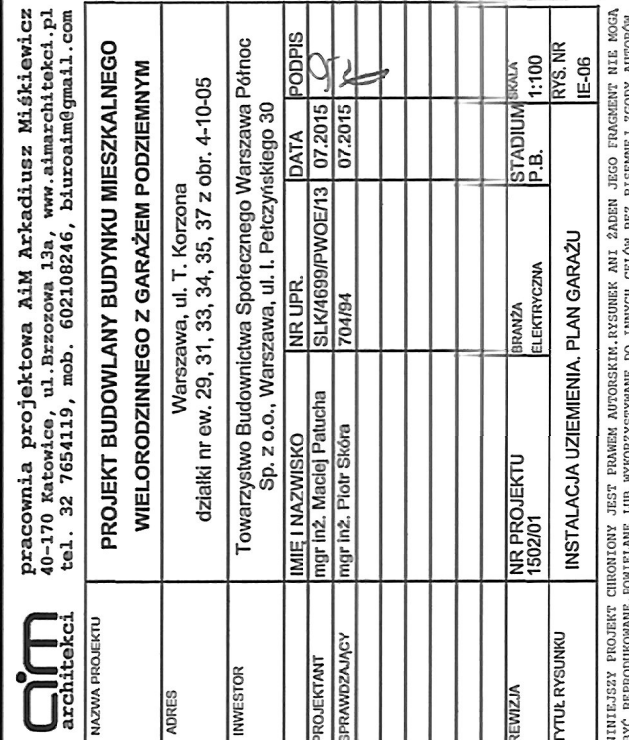 aim
architekci
pracownia projektowa AiM Arkadiusz Miśkiewicz
40-170 Katowice, ul.Brzozowa 13a, www.aimarchitekci.pl
tel. 32 7654119, mob. 602108246, biuroaim@gmail.com
NAZWA PROJEKTU
PROJEKT BUDOWLANY BUDYNKU MIESZKALNEGO
WIELORODZINNEGO Z GARAŻEM PODZIEMNYM
ADRES
Warszawa, ul. T. Korzona
działki nr ew. 29, 31, 33, 34, 35, 37 z obr. 4-10-05
INWESTOR
Towarzystwo Budownictwa Społecznego Warszawa Północ
Sp. z o.o., Warszawa, ul. I. Pełczyńskiego 30
IMIĘ I NAZWISKO NR UPR. DATA PODPIS
PROJEKTANT mgr inż. Maciej Patucha SLK/4699/PWOE/13 07.2015
SPRAWDZAJĄCY mgr inż. Piotr Skóra 704/94 07.2015
REWIZJA NR PROJEKTU BRANŻA STADIUM SKALA
1502/01 ELEKTRYCZNA P.B. 1:100
TYTUŁ RYSUNKU INSTALACJA UZIEMIENIA. PLAN GARAŻU RYS. NR
IE-06
NINIEJSZY PROJEKT CHRONIONY JEST PRAWEM AUTORSKIM.RYSUNEK ANI ŻADEN JEGO FRAGMENT NIE MOGĄ
BYĆ REPRODUKOWANE POWIELANE LUB WYKORZYSTYWANE DO INNYCH CELÓW BEZ PISEMNEJ ZGODY AUTORÓW